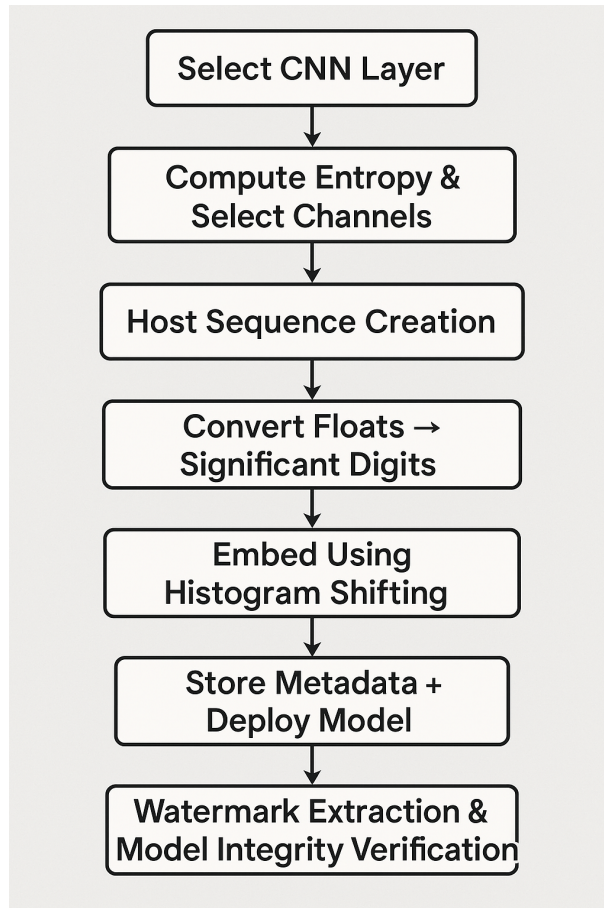 Select CNN Layer
Compute Entropy &
Select Channels
Host Sequence Creation
Convert Floats →
Significant Digits
Embed Using
Histogram Shifting
Store Metadata +
Deploy Model
Watermark Extraction &
Model Integrity Verification